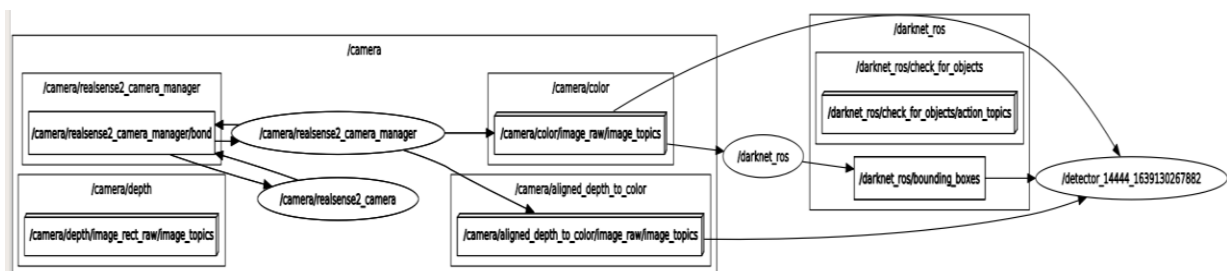 /camera
/camera/realsense2_camera_manager
/camera/realsense2_camera_manager/bond
/camera/realsense2_camera_manager
/camera/realsense2_camera
/camera/depth
/camera/depth/image_rect_raw/image_topics
/camera/color
/camera/color/image_raw/image_topics
/camera/aligned_depth_to_color
/camera/aligned_depth_to_color/image_raw/image_topics
/darknet_ros
/darknet_ros
/darknet_ros/check_for_objects
/darknet_ros/check_for_objects/action_topics
/darknet_ros/bounding_boxes
/detector_14444_1639130267882